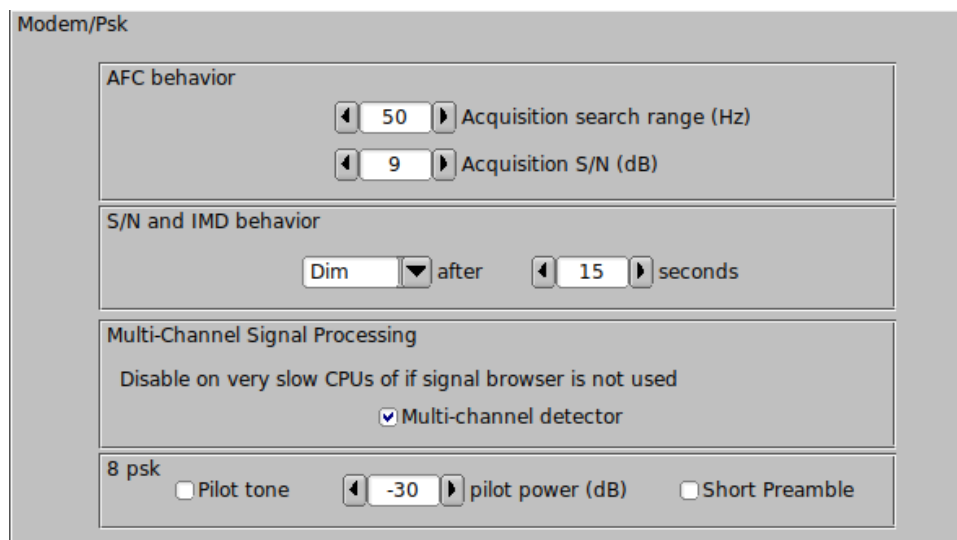 Modem/Psk
AFC behavior
50 Acquisition search range (Hz)
9 Acquisition S/N (dB)
S/N and IMD behavior
Dim after 15 seconds
Multi-Channel Signal Processing
Disable on very slow CPUs of if signal browser is not used
Multi-channel detector
8 psk
Pilot tone -30 pilot power (dB) Short Preamble